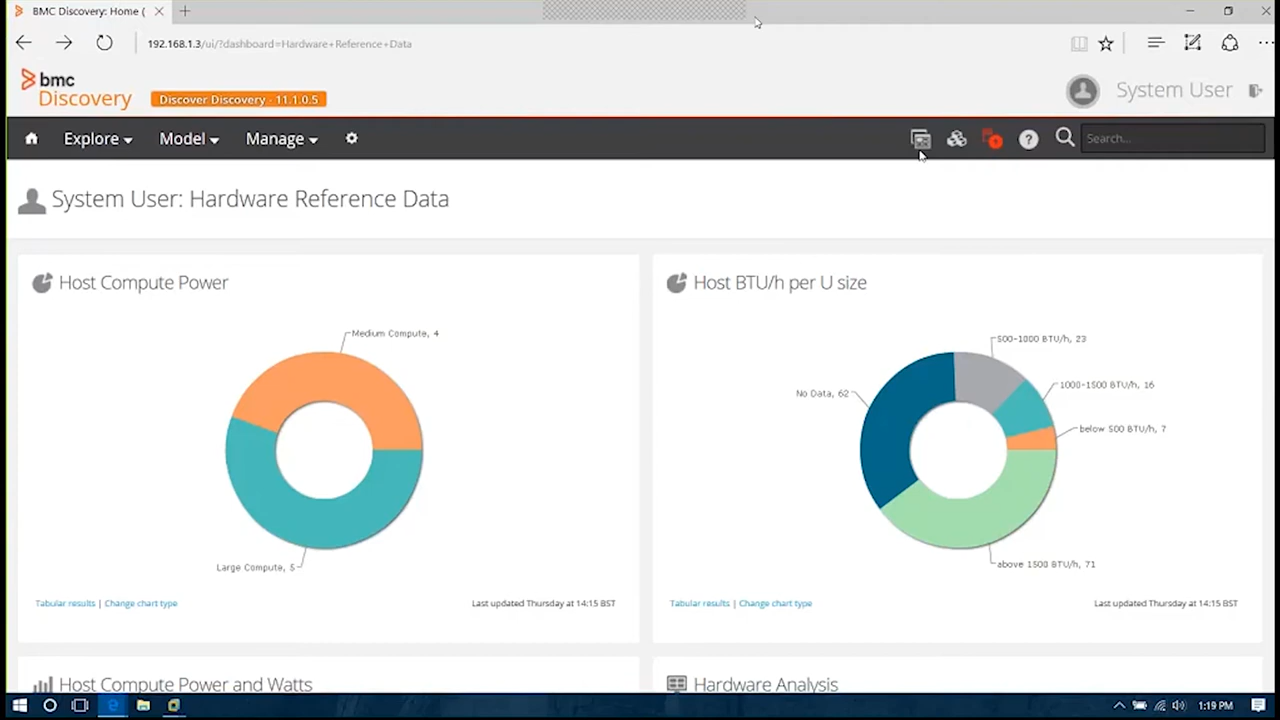 BMC Discovery: Home (
192.168.1.3/ui/?dashboard=Hardware+Reference+Data
bmc
Discovery
Discover Discovery - 11.1.0.5
System User
Explore
Model
Manage
Search...
System User: Hardware Reference Data
Host Compute Power
Medium Compute, 4
Large Compute, 5
Tabular results | Change chart type
Last updated Thursday at 14:15 BST
Host BTU/h per U size
500-1000 BTU/h, 23
1000-1500 BTU/h, 16
No Data, 62
below 500 BTU/h, 7
above 1500 BTU/h, 71
Tabular results | Change chart type
Last updated Thursday at 14:15 BST
Host Compute Power and Watts
Hardware Analysis
1:19 PM